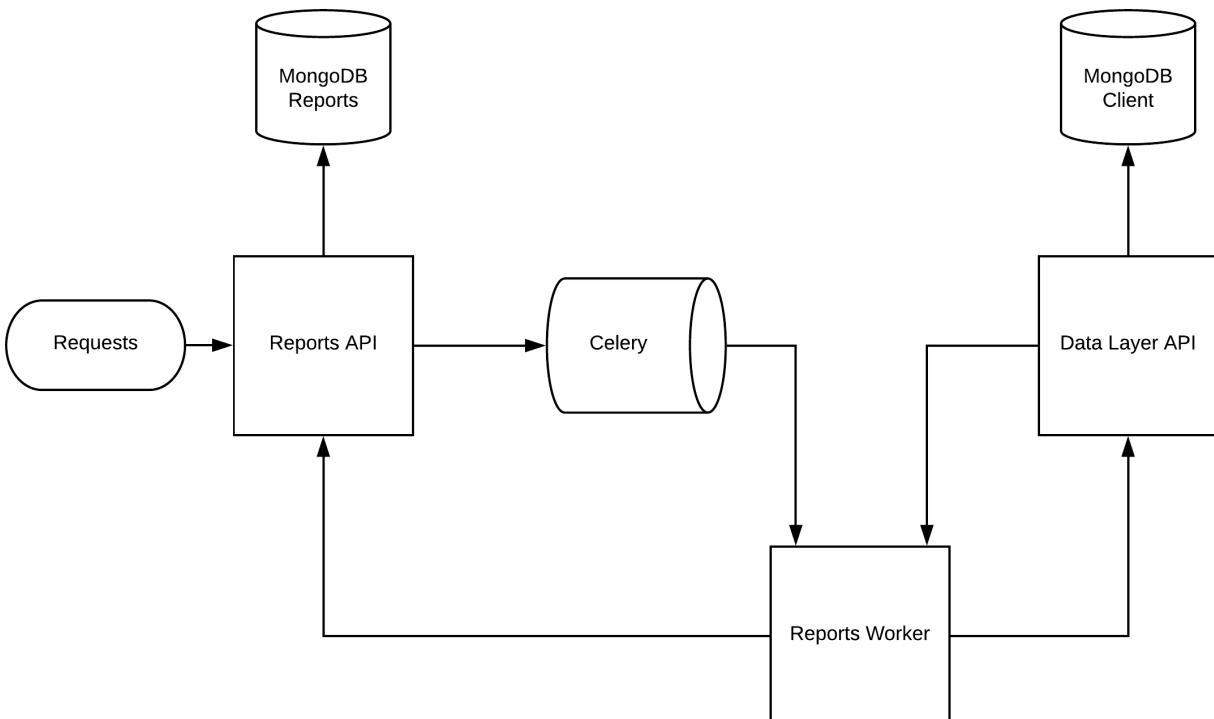 MongoDB
Reports
MongoDB
Client
Requests
Reports API
Celery
Data Layer API
Reports Worker